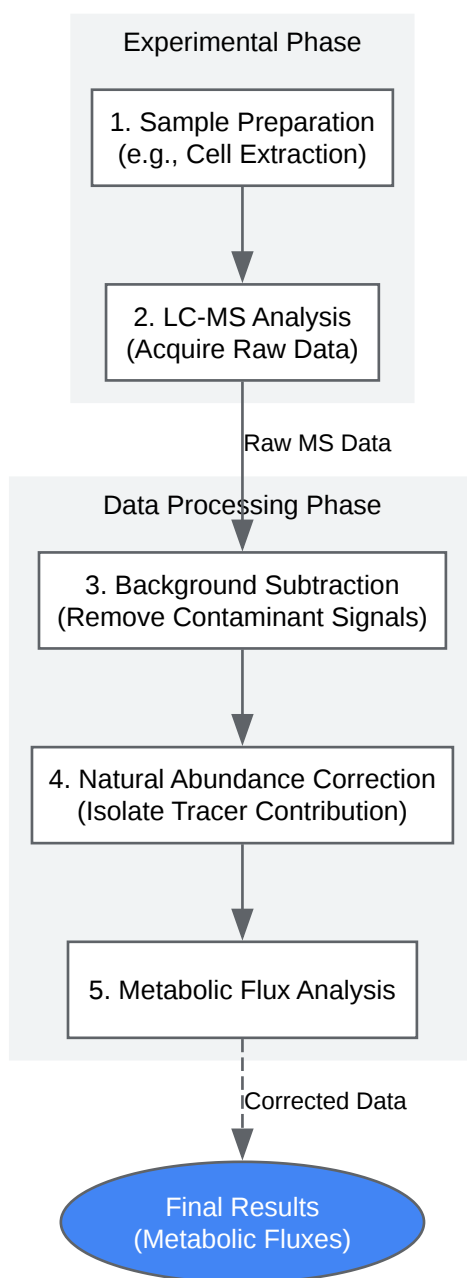 Experimental Phase
1. Sample Preparation
(e.g., Cell Extraction)
2. LC-MS Analysis
(Acquire Raw Data)
Raw MS Data
Data Processing Phase
3. Background Subtraction
(Remove Contaminant Signals)
4. Natural Abundance Correction
(Isolate Tracer Contribution)
5. Metabolic Flux Analysis
Corrected Data
Final Results
(Metabolic Fluxes)